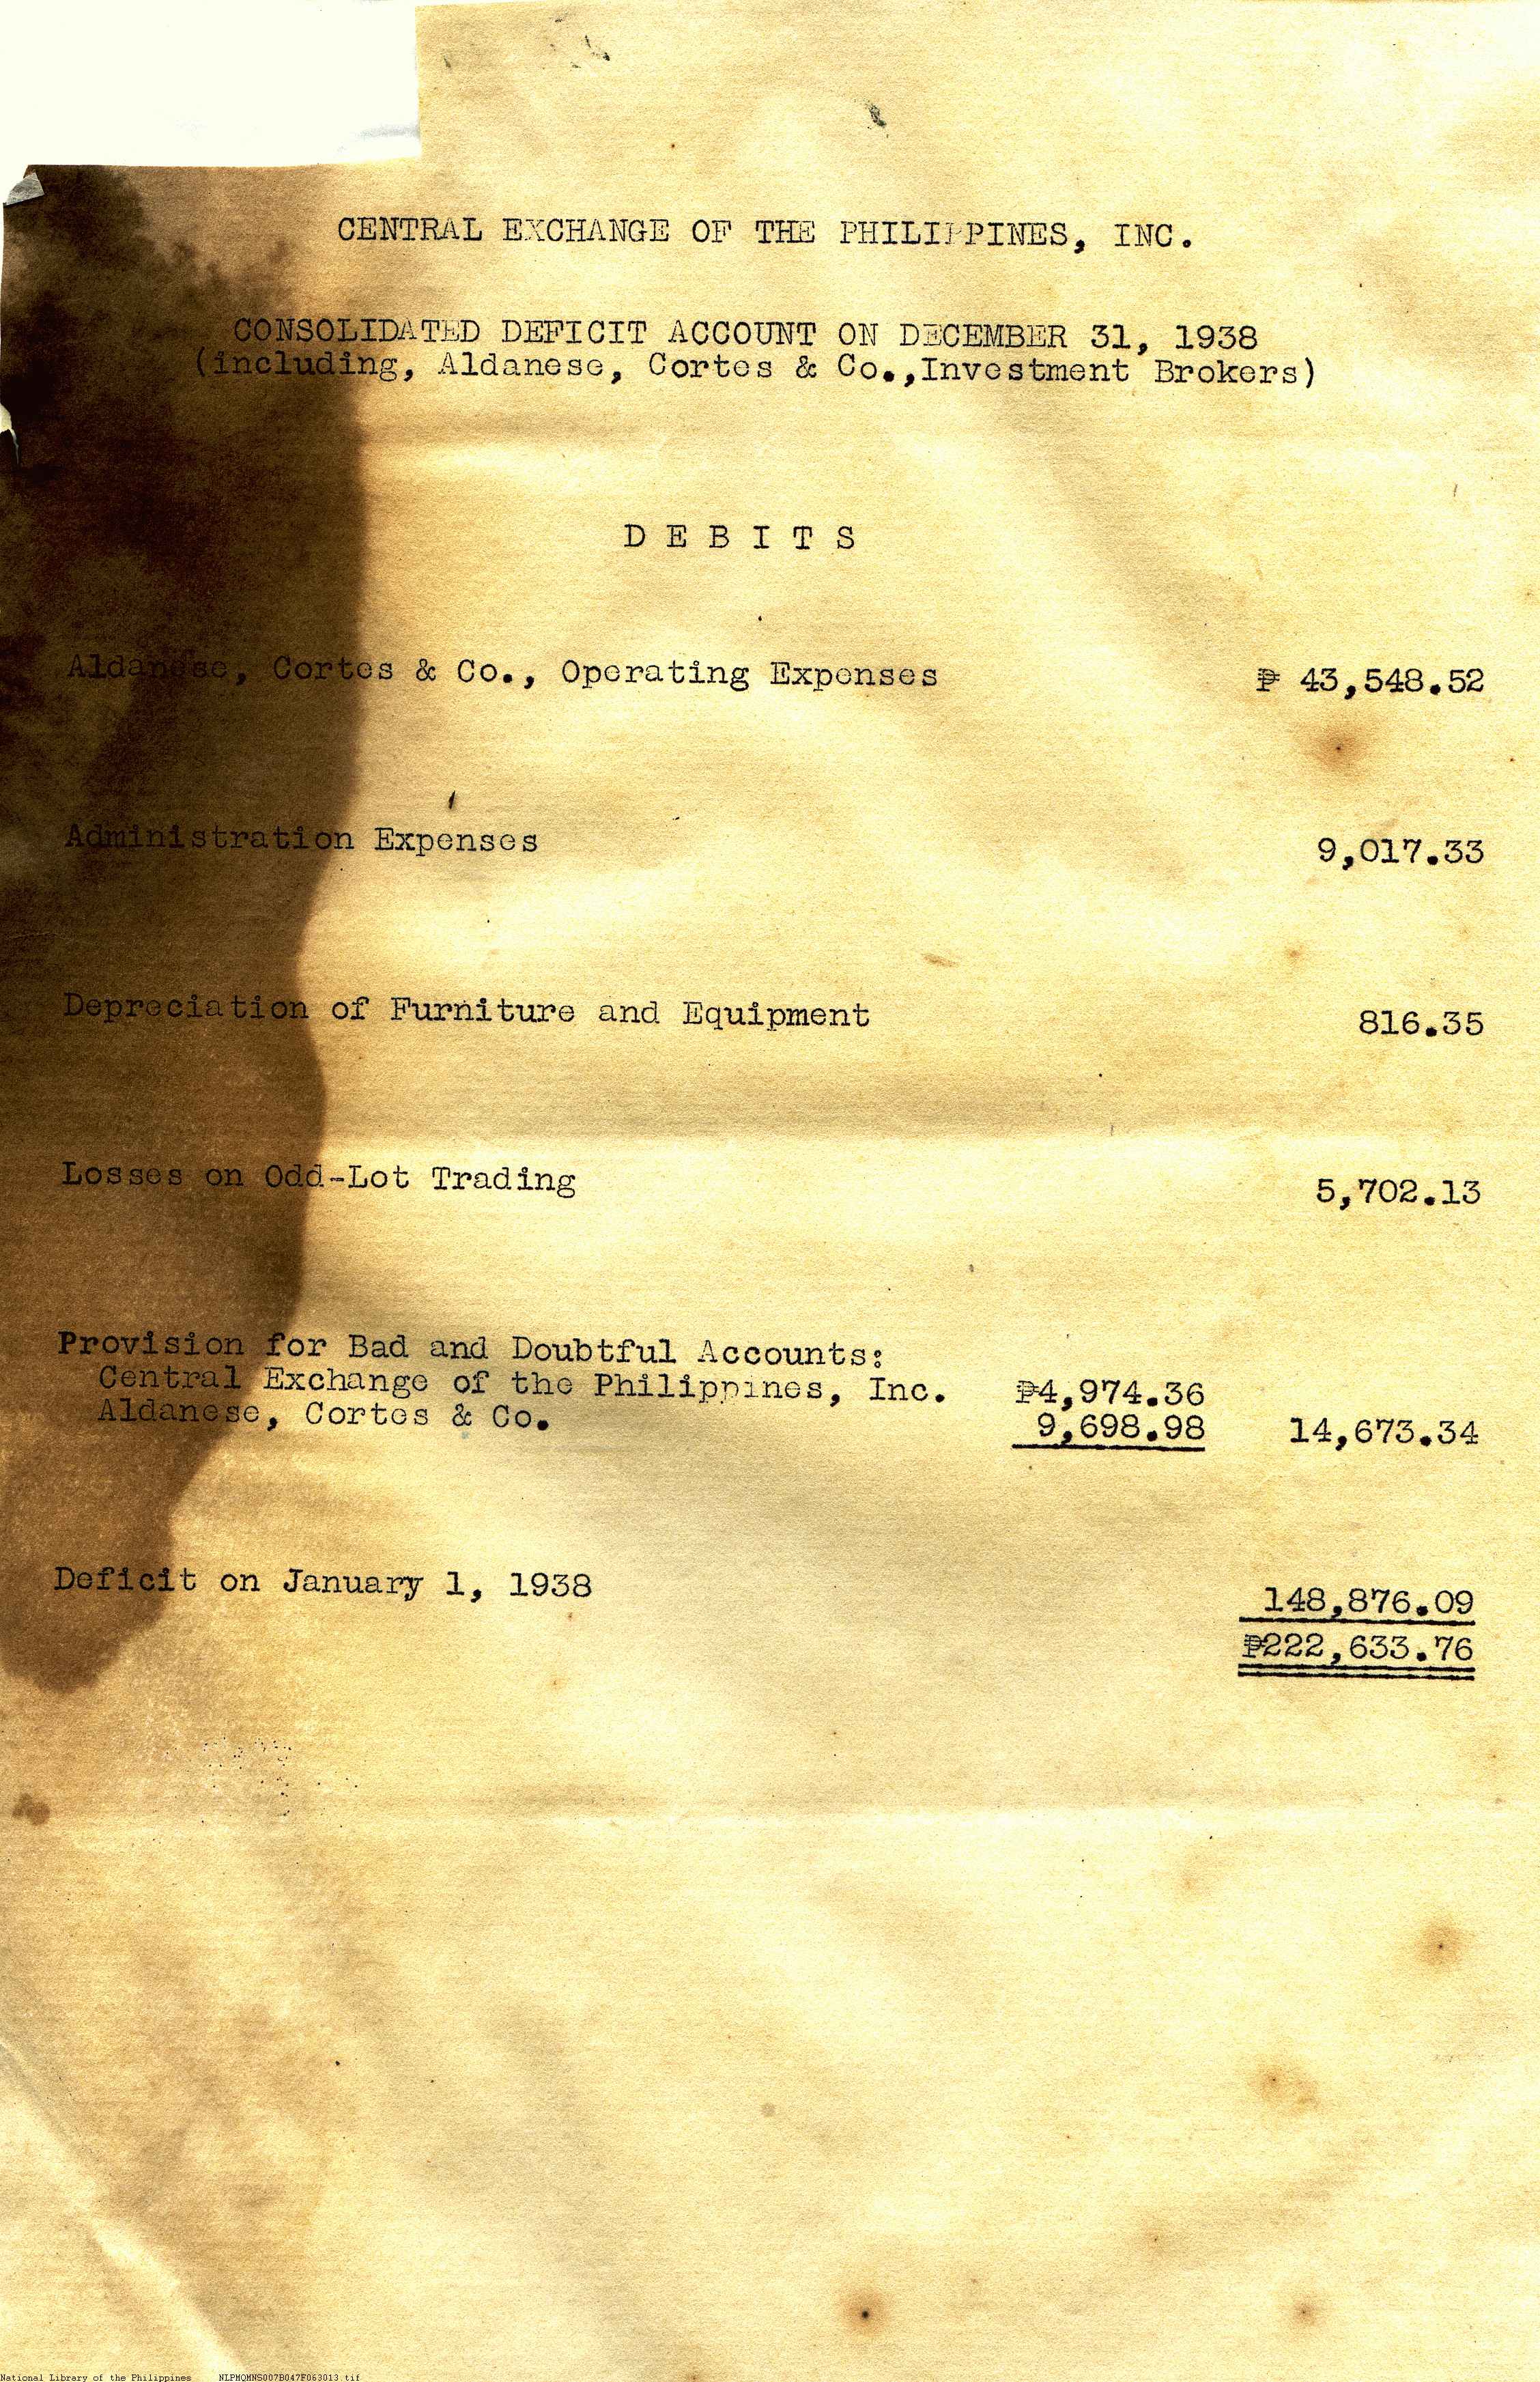 CENTRAL EXCHANGE OF THE PHILIPPINES, INC.
CONSOLIDATED DEFICIT ACCOUNT ON DECEMBER 31, 1938
(including, Aldanese, Cortes & Co.,Investment Brokers)
D E B I T S
Aldanese, Cortes & Co., Operating Expenses ₱ 43,548.52
Administration Expenses 9,017.33
Depreciation of Furniture and Equipment 816.35
Losses on Odd-Lot Trading 5,702.13
Provision for Bad and Doubtful Accounts:
Central Exchange of the Philippines, Inc. ₱4,974.36
Aldanese, Cortes & Co. 9,698.98 14,673.34
Deficit on January 1, 1938 148,876.09
₱222,633.76
National Library of the Philippines NLPMQMNS007B047F063013.tif